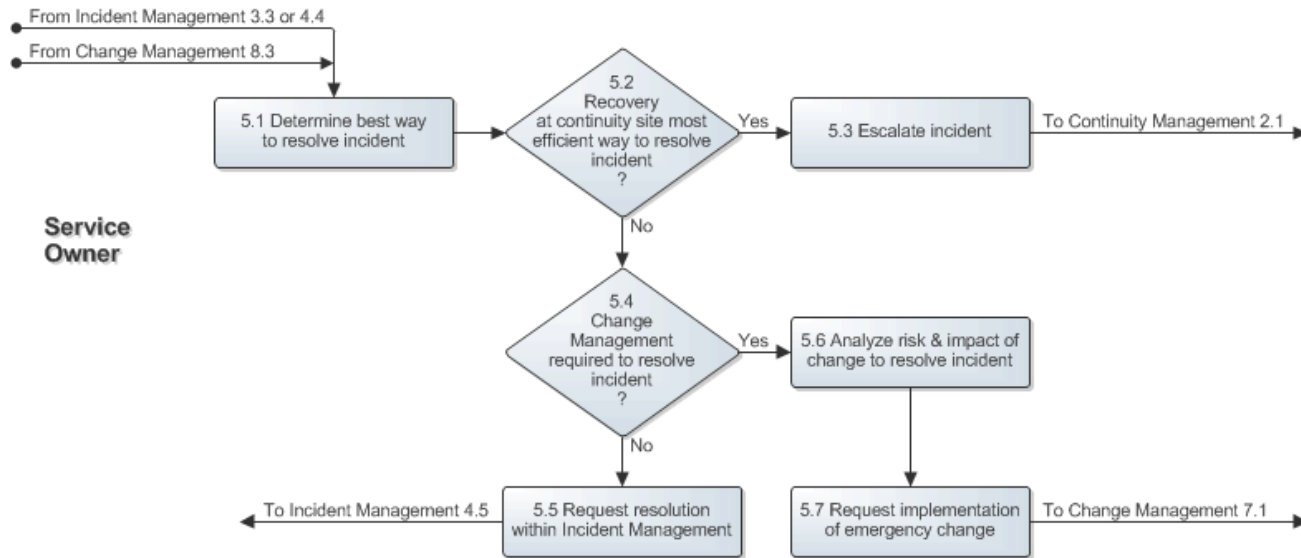 From Incident Management 3.3 or 4.4
From Change Management 8.3
5.1 Determine best way
to resolve incident
5.2
Recovery
at continuity site most
efficient way to resolve
incident
?
Yes
5.3 Escalate incident
To Continuity Management 2.1
No
Service
Owner
5.4
Change
Management
required to resolve
incident
?
Yes
5.6 Analyze risk & impact of
change to resolve incident
No
To Incident Management 4.5
5.5 Request resolution
within Incident Management
5.7 Request implementation
of emergency change
To Change Management 7.1